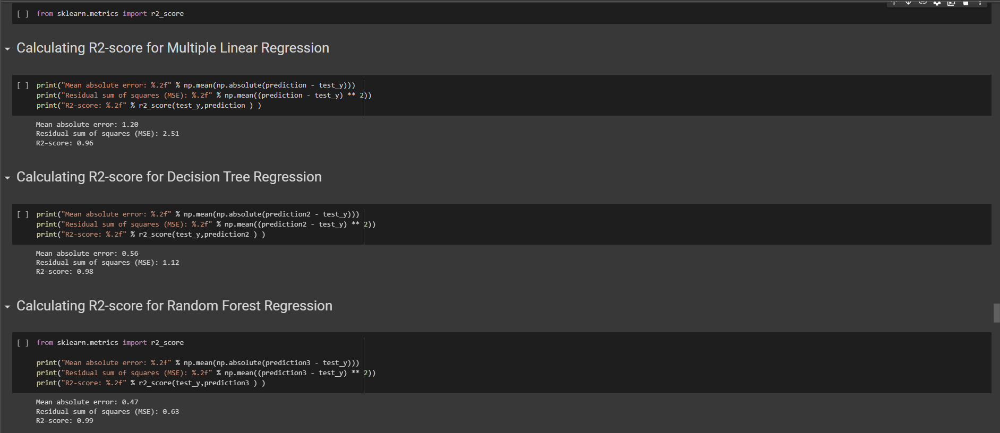 [ ] from sklearn.metrics import r2_score
Calculating R2-score for Multiple Linear Regression
[ ] print("Mean absolute error: %.2f" % np.mean(np.absolute(prediction - test_y)))
print("Residual sum of squares (MSE): %.2f" % np.mean((prediction - test_y) ** 2))
print("R2-score: %.2f" % r2_score(test_y,prediction ) )
Mean absolute error: 1.20
Residual sum of squares (MSE): 2.51
R2-score: 0.96
Calculating R2-score for Decision Tree Regression
[ ] print("Mean absolute error: %.2f" % np.mean(np.absolute(prediction2 - test_y)))
print("Residual sum of squares (MSE): %.2f" % np.mean((prediction2 - test_y) ** 2))
print("R2-score: %.2f" % r2_score(test_y,prediction2 ) )
Mean absolute error: 0.56
Residual sum of squares (MSE): 1.12
R2-score: 0.98
Calculating R2-score for Random Forest Regression
[ ] from sklearn.metrics import r2_score
print("Mean absolute error: %.2f" % np.mean(np.absolute(prediction3 - test_y)))
print("Residual sum of squares (MSE): %.2f" % np.mean((prediction3 - test_y) ** 2))
print("R2-score: %.2f" % r2_score(test_y,prediction3 ) )
Mean absolute error: 0.47
Residual sum of squares (MSE): 0.63
R2-score: 0.99